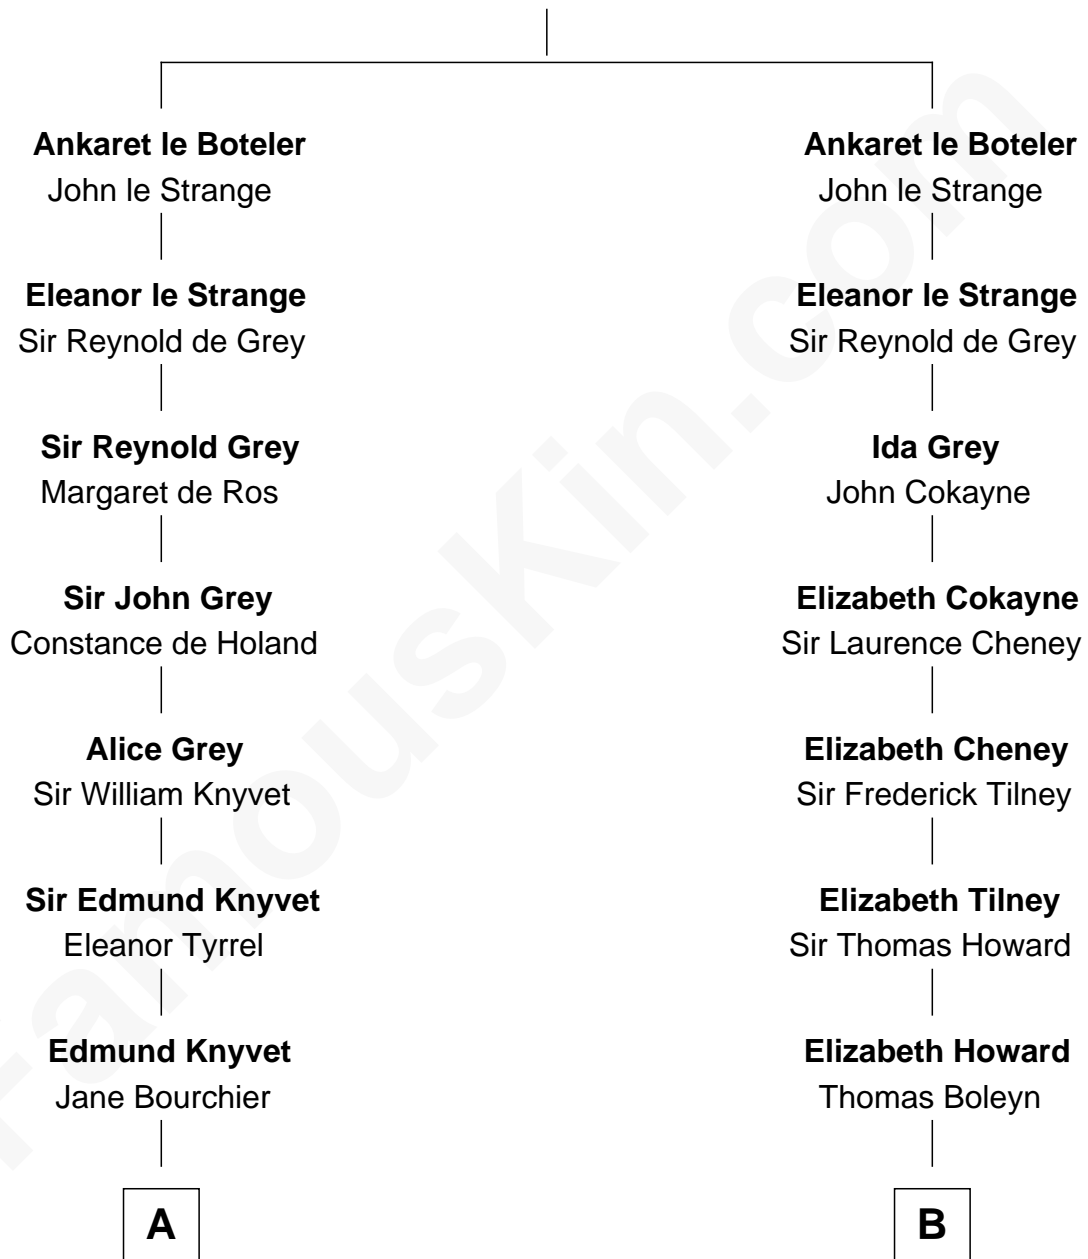 Ankaret le Boteler
John le Strange
Eleanor le Strange
Sir Reynold de Grey
Sir Reynold Grey
Margaret de Ros
Sir John Grey
Constance de Holand
Alice Grey
Sir William Knyvet
Sir Edmund Knyvet
Eleanor Tyrrel
Edmund Knyvet
Jane Bourchier
A
Ankaret le Boteler
John le Strange
Eleanor le Strange
Sir Reynold de Grey
Ida Grey
John Cokayne
Elizabeth Cokayne
Sir Laurence Cheney
Elizabeth Cheney
Sir Frederick Tilney
Elizabeth Tilney
Sir Thomas Howard
Elizabeth Howard
Thomas Boleyn
B
FamousKin.com